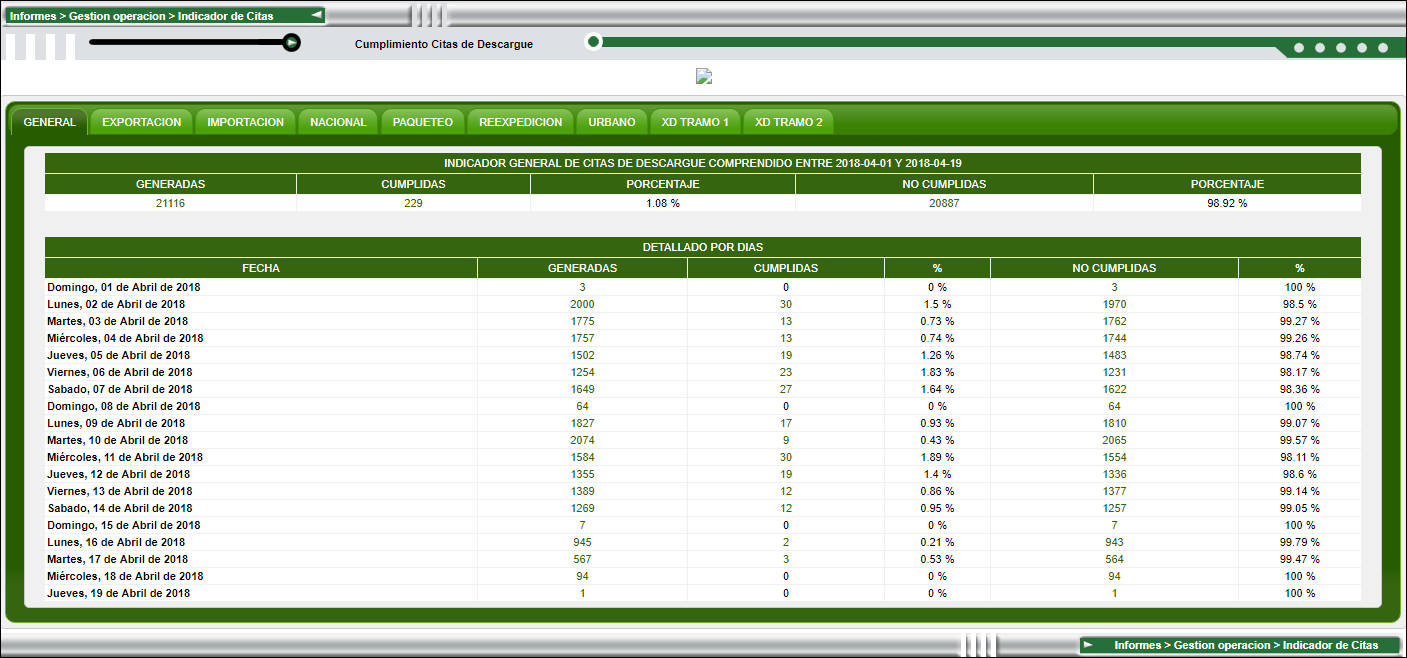 Informes > Gestion operacion > Indicador de Citas
Cumplimiento Citas de Descargue
GENERAL EXPORTACION IMPORTACION NACIONAL PAQUETEO REEXPEDICION URBANO XD TRAMO 1 XD TRAMO 2
INDICADOR GENERAL DE CITAS DE DESCARGUE COMPRENDIDO ENTRE 2018-04-01 Y 2018-04-19
GENERADAS CUMPLIDAS PORCENTAJE NO CUMPLIDAS PORCENTAJE
21116 229 1.08 % 20887 98.92 %
DETALLADO POR DIAS
FECHA GENERADAS CUMPLIDAS % NO CUMPLIDAS %
Domingo, 01 de Abril de 2018 3 0 0 % 3 100 %
Lunes, 02 de Abril de 2018 2000 30 1.5 % 1970 98.5 %
Martes, 03 de Abril de 2018 1775 13 0.73 % 1762 99.27 %
Miércoles, 04 de Abril de 2018 1757 13 0.74 % 1744 99.26 %
Jueves, 05 de Abril de 2018 1502 19 1.26 % 1483 98.74 %
Viernes, 06 de Abril de 2018 1254 23 1.83 % 1231 98.17 %
Sabado, 07 de Abril de 2018 1649 27 1.64 % 1622 98.36 %
Domingo, 08 de Abril de 2018 64 0 0 % 64 100 %
Lunes, 09 de Abril de 2018 1827 17 0.93 % 1810 99.07 %
Martes, 10 de Abril de 2018 2074 9 0.43 % 2065 99.57 %
Miércoles, 11 de Abril de 2018 1584 30 1.89 % 1554 98.11 %
Jueves, 12 de Abril de 2018 1355 19 1.4 % 1336 98.6 %
Viernes, 13 de Abril de 2018 1389 12 0.86 % 1377 99.14 %
Sabado, 14 de Abril de 2018 1269 12 0.95 % 1257 99.05 %
Domingo, 15 de Abril de 2018 7 0 0 % 7 100 %
Lunes, 16 de Abril de 2018 945 2 0.21 % 943 99.79 %
Martes, 17 de Abril de 2018 567 3 0.53 % 564 99.47 %
Miércoles, 18 de Abril de 2018 94 0 0 % 94 100 %
Jueves, 19 de Abril de 2018 1 0 0 % 1 100 %
Informes > Gestion operacion > Indicador de Citas